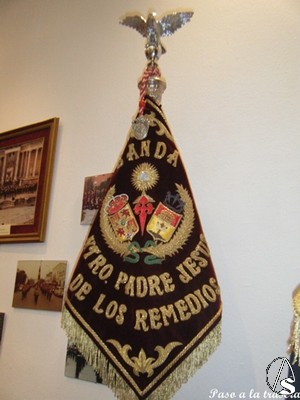 BANDA
NTRO. PADRE JESUS
DE LOS REMEDIOS
Paso a la trasera